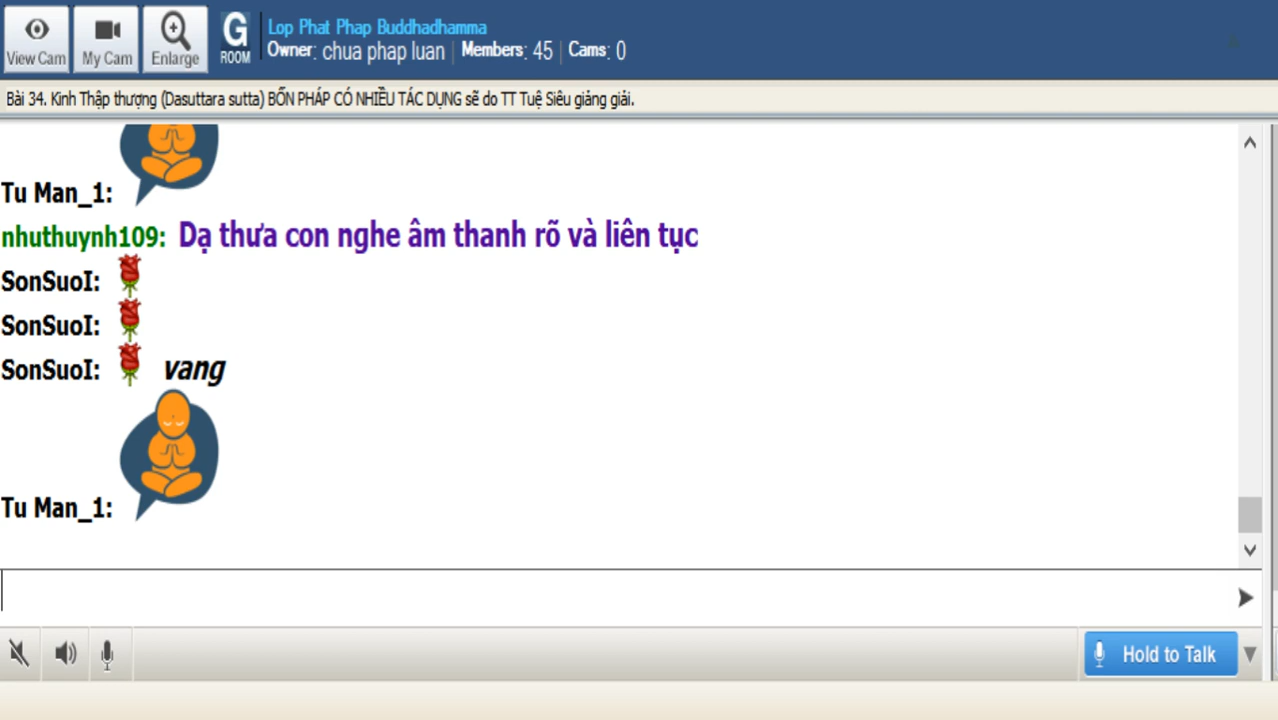 View Cam
My Cam
Enlarge
G
ROOM
Lop Phat Phap Buddhadhamma
Owner: chua phap luan | Members: 45 | Cams: 0
Bài 34. Kinh Thập thượng (Dasuttara sutta) BỐN PHÁP CÓ NHIỀU TÁC DỤNG sẽ do TT Tuệ Siêu giảng giải.
Tu Man_1:
nhuthuynh109: Dạ thưa con nghe âm thanh rõ và liên tục
SonSuoI:
SonSuoI:
SonSuoI: vang
Tu Man_1:
Hold to Talk